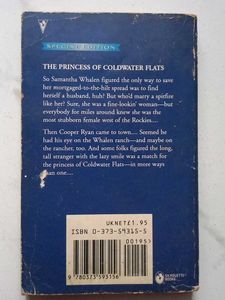 SPECIAL EDITION
THE PRINCESS OF COLDWATER FLATS
So Samantha Whalen figured the only way to save
her mortgaged-to-the-hilt spread was to find
herself a husband, huh? But who'd marry a spitfire
like her? Sure, she was a fine-lookin' woman—but
everybody for miles around knew she was the
most stubborn female west of the Rockies....
Then Cooper Ryan came to town.... Seemed he
had his eye on the Whalen ranch—and maybe on
the rancher, too. And some folks figured the long,
tall stranger with the lazy smile was a match for the
princess of Coldwater Flats—in more ways
than one....
UKNET£1.95
ISBN 0-373-59315-5
00195
9 780373 593156
SILHOUETTE
BOOKS